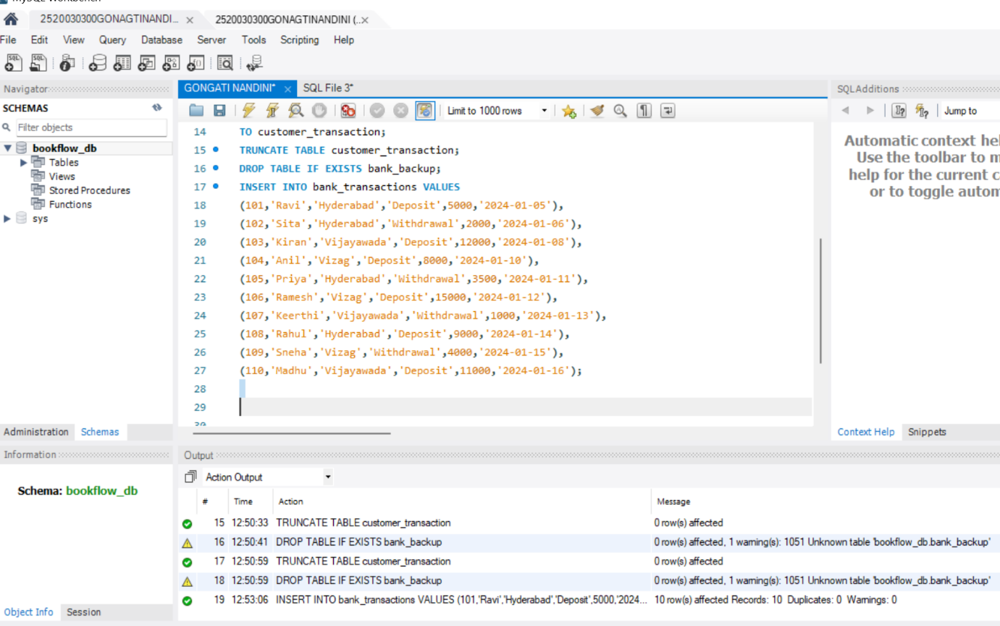 MySQL Workbench
2520030300GONAGTINANDI... ×
2520030300GONAGTINANDINI (..×
File Edit View Query Database Server Tools Scripting Help
Navigator
SCHEMAS
Filter objects
bookflow_db
Tables
Views
Stored Procedures
Functions
sys
Administration Schemas
Information
Schema: bookflow_db
Object Info Session
GONGATI NANDINI* × SQL File 3*
Limit to 1000 rows
14 TO customer_transaction;
15 TRUNCATE TABLE customer_transaction;
16 DROP TABLE IF EXISTS bank_backup;
17 INSERT INTO bank_transactions VALUES
18 (101,'Ravi','Hyderabad','Deposit',5000,'2024-01-05'),
19 (102,'Sita','Hyderabad','Withdrawal',2000,'2024-01-06'),
20 (103,'Kiran','Vijayawada','Deposit',12000,'2024-01-08'),
21 (104,'Anil','Vizag','Deposit',8000,'2024-01-10'),
22 (105,'Priya','Hyderabad','Withdrawal',3500,'2024-01-11'),
23 (106,'Ramesh','Vizag','Deposit',15000,'2024-01-12'),
24 (107,'Keerthi','Vijayawada','Withdrawal',1000,'2024-01-13'),
25 (108,'Rahul','Hyderabad','Deposit',9000,'2024-01-14'),
26 (109,'Sneha','Vizag','Withdrawal',4000,'2024-01-15'),
27 (110,'Madhu','Vijayawada','Deposit',11000,'2024-01-16');
28
29
SQLAdditions
Jump to
Automatic context hel
Use the toolbar to m
help for the current c
or to toggle autom
Context Help Snippets
Output
Action Output
# Time Action Message
15 12:50:33 TRUNCATE TABLE customer_transaction 0 row(s) affected
16 12:50:41 DROP TABLE IF EXISTS bank_backup 0 row(s) affected, 1 warning(s): 1051 Unknown table 'bookflow_db.bank_backup'
17 12:50:59 TRUNCATE TABLE customer_transaction 0 row(s) affected
18 12:50:59 DROP TABLE IF EXISTS bank_backup 0 row(s) affected, 1 warning(s): 1051 Unknown table 'bookflow_db.bank_backup'
19 12:53:06 INSERT INTO bank_transactions VALUES (101,'Ravi','Hyderabad','Deposit',5000,'2024... 10 row(s) affected Records: 10 Duplicates: 0 Warnings: 0